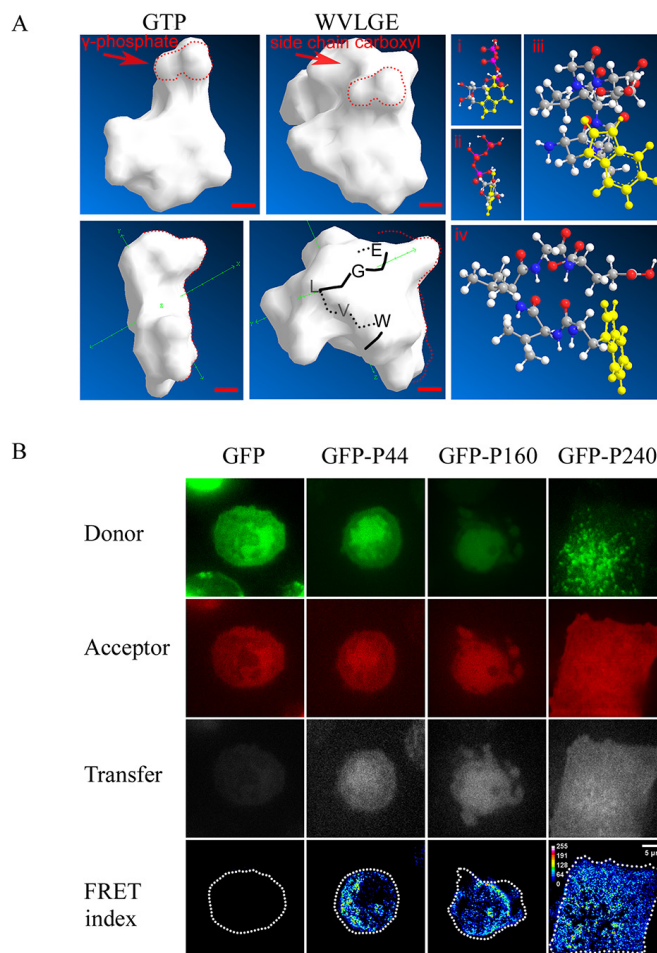 A
GTP
WVLGE
γ-phosphate
side chain carboxyl
i
iii
ii
iv
E
G
L
V
W
B
GFP
GFP-P44
GFP-P160
GFP-P240
Donor
Acceptor
Transfer
FRET
index
255
191
128
64
0
5 µm